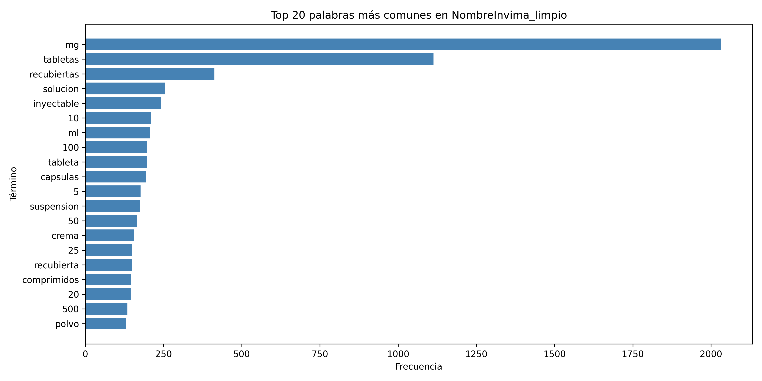 Top 20 palabras más comunes en NombreInvima_limpio
Término
mg
tabletas
recubiertas
solucion
inyectable
10
ml
100
tableta
capsulas
5
suspension
50
crema
25
recubierta
comprimidos
20
500
polvo
0 250 500 750 1000 1250 1500 1750 2000
Frecuencia